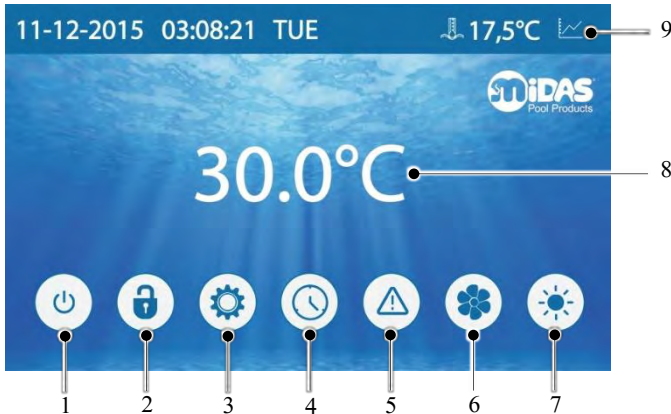 11-12-2015 03:08:21 TUE 17,5°C 9
MiDAS
Pool Products
30.0°C 8
1 2 3 4 5 6 7